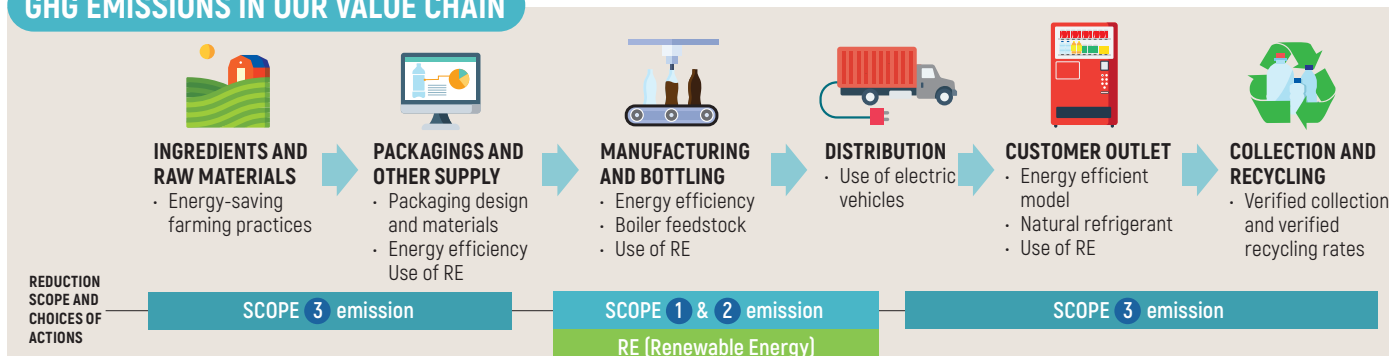 GHG EMISSIONS IN OUR VALUE CHAIN
INGREDIENTS AND
RAW MATERIALS
· Energy-saving
farming practices
PACKAGINGS AND
OTHER SUPPLY
· Packaging design
and materials
· Energy efficiency
Use of RE
MANUFACTURING
AND BOTTLING
· Energy efficiency
· Boiler feedstock
· Use of RE
DISTRIBUTION
· Use of electric
vehicles
CUSTOMER OUTLET
· Energy efficient
model
· Natural refrigerant
· Use of RE
COLLECTION AND
RECYCLING
· Verified collection
and verified
recycling rates
REDUCTION
SCOPE AND
CHOICES OF
ACTIONS
SCOPE 3 emission
SCOPE 1 & 2 emission
RE (Renewable Energy)
SCOPE 3 emission